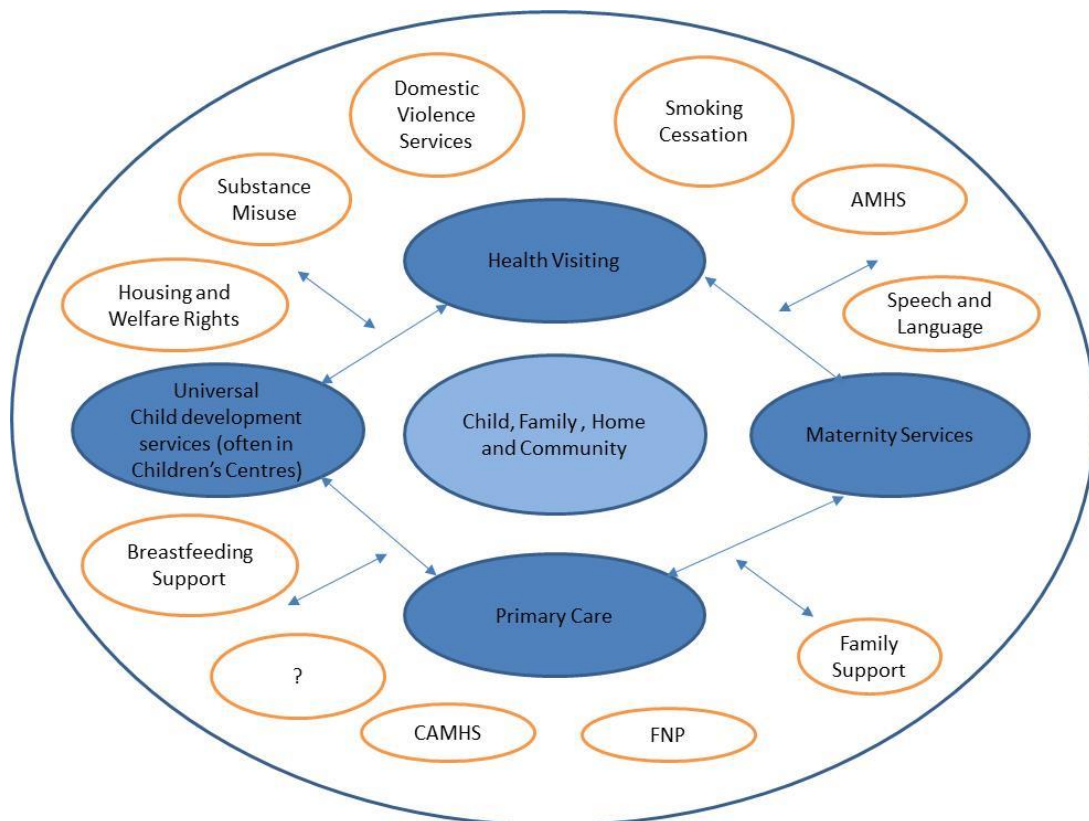 Domestic
Violence
Services
Smoking
Cessation
Substance
Misuse
AMHS
Health Visiting
Housing and
Welfare Rights
Speech and
Language
Universal
Child development
services (often in
Children’s Centres)
Child, Family , Home
and Community
Maternity Services
Breastfeeding
Support
Primary Care
Family
Support
?
CAMHS
FNP